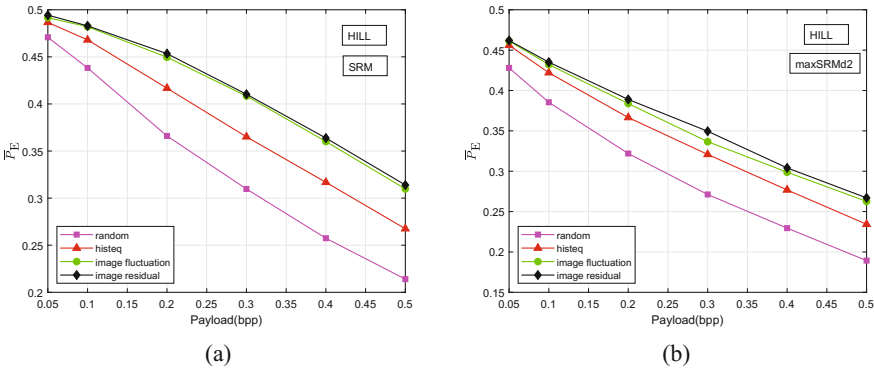 0.5
0.45
0.4
0.35
0.3
0.25
0.2
P̅E
HILL
SRM
random
histeq
image fluctuation
image residual
0.05 0.1 0.15 0.2 0.25 0.3 0.35 0.4 0.45 0.5
Payload(bpp)
(a)
0.5
0.45
0.4
0.35
0.3
0.25
0.2
0.15
P̅E
HILL
maxSRMd2
random
histeq
image fluctuation
image residual
0.05 0.1 0.15 0.2 0.25 0.3 0.35 0.4 0.45 0.5
Payload(bpp)
(b)